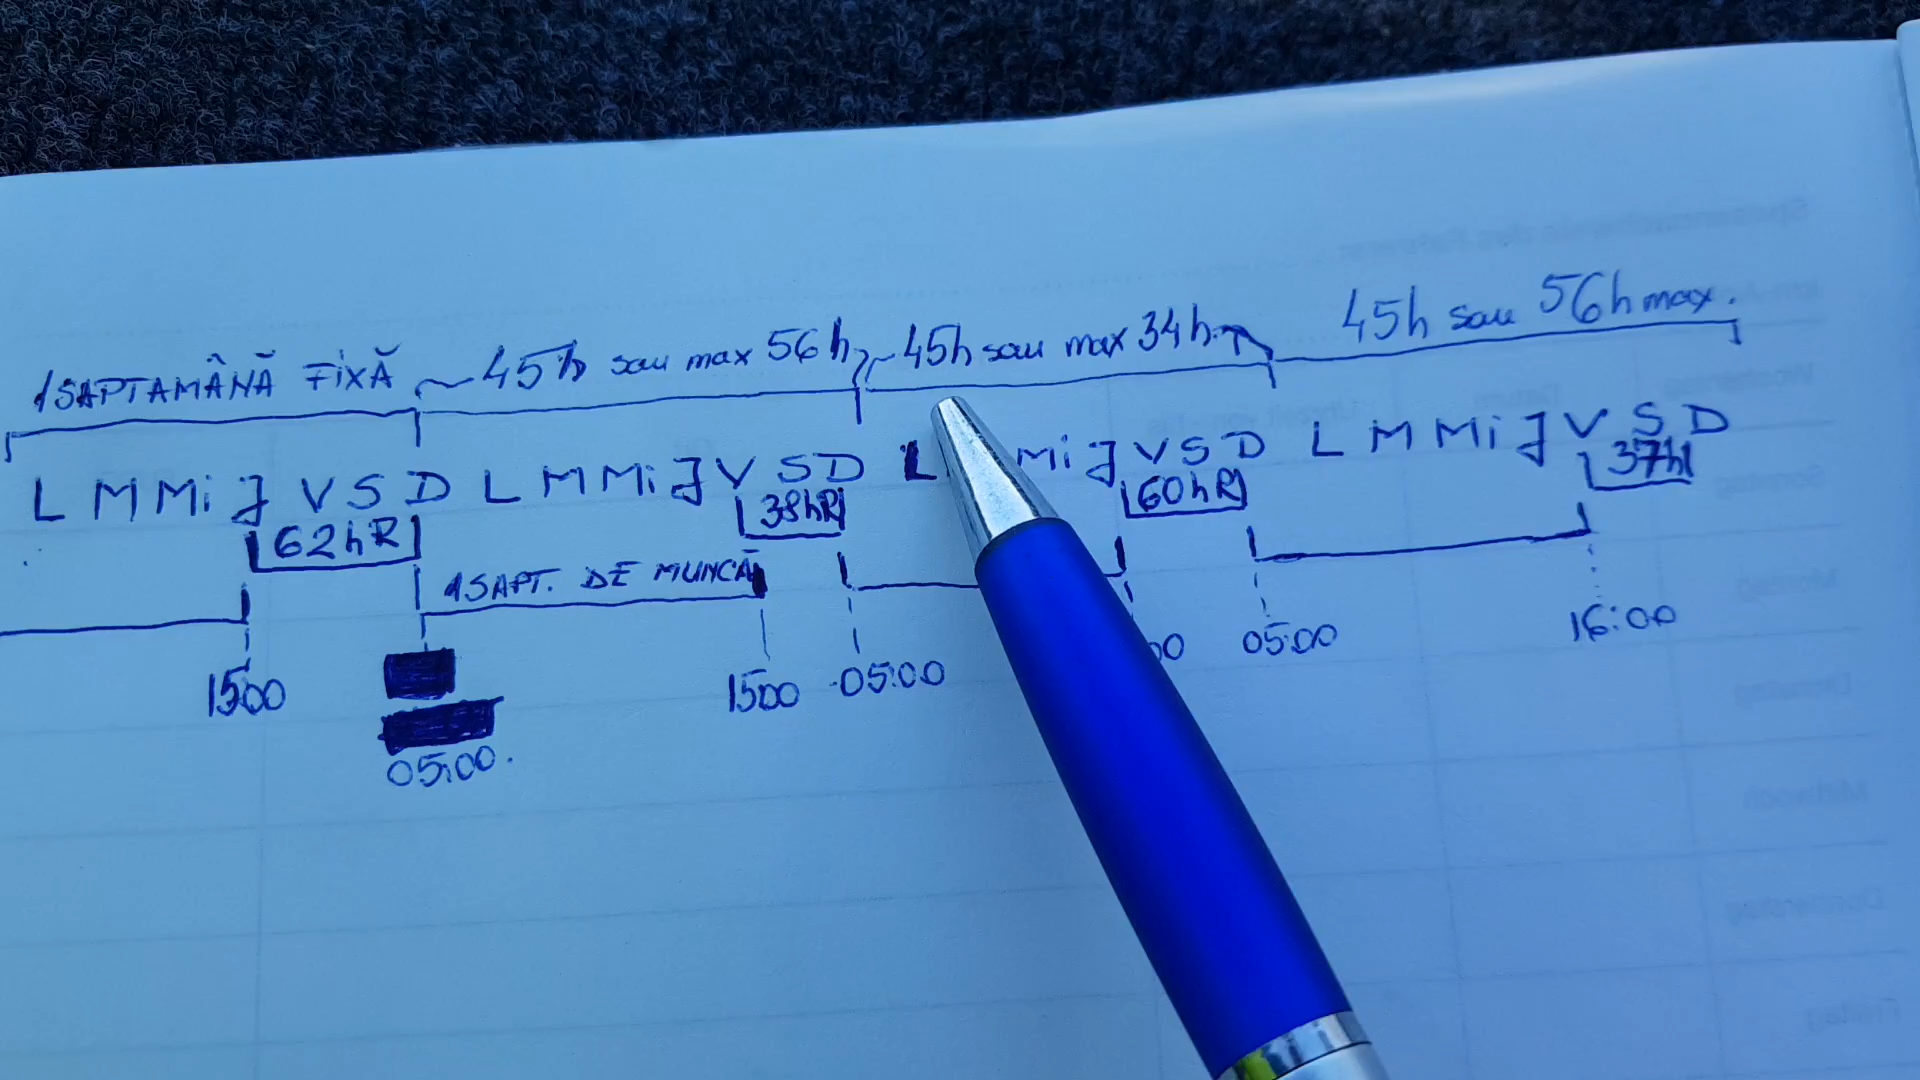 1SAPTAMÂNĂ FIXĂ ~45h sau max 56h ~45h sau max 34h 45h sau 56h max.
L M Mi J V S D L M Mi J V S D L Mi J V S D L M Mi J V S D
62hR 38hR 60hR 37h
1SAPT. DE MUNCĂ
1500 1500 05:00 00 05:00 16:00
05:00.